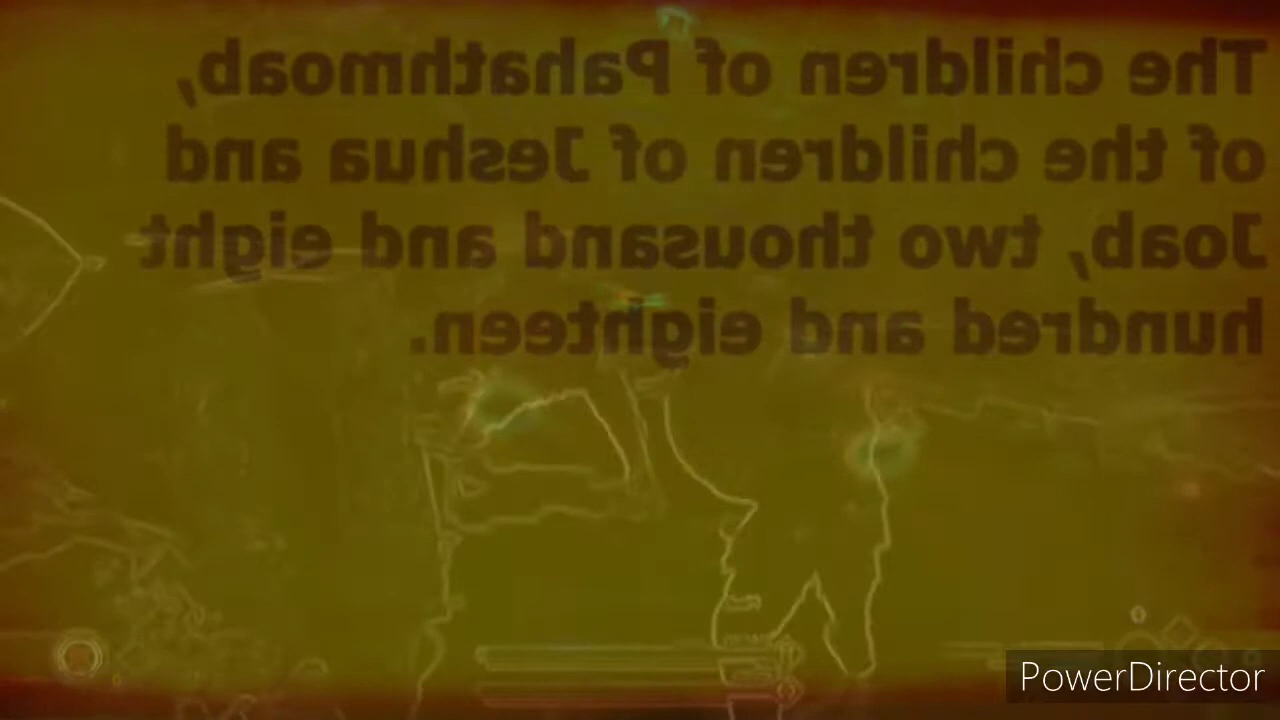 The children of Pahathmoab,
of the children of Jeshua and
Joab, two thousand and eight
hundred and eighteen.
PowerDirector